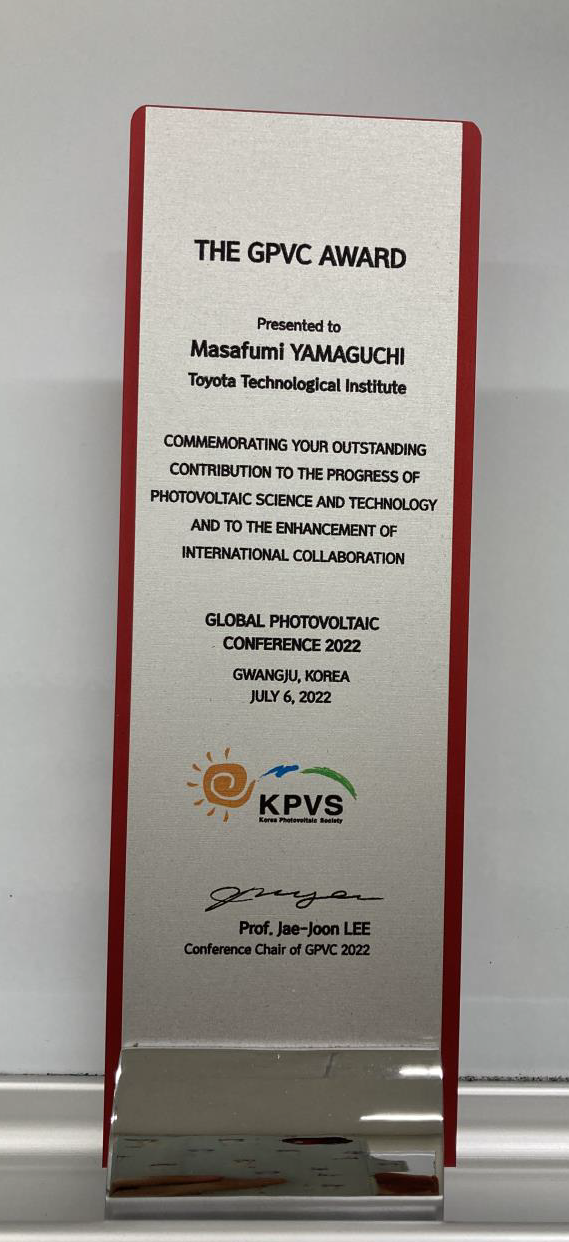 THE GPVC AWARD
Presented to
Masafumi YAMAGUCHI
Toyota Technological Institute
COMMEMORATING YOUR OUTSTANDING
CONTRIBUTION TO THE PROGRESS OF
PHOTOVOLTAIC SCIENCE AND TECHNOLOGY
AND TO THE ENHANCEMENT OF
INTERNATIONAL COLLABORATION
GLOBAL PHOTOVOLTAIC
CONFERENCE 2022
GWANGJU, KOREA
JULY 6, 2022
KPVS
Korea Photovoltaic Society
Prof. Jae-Joon LEE
Conference Chair of GPVC 2022